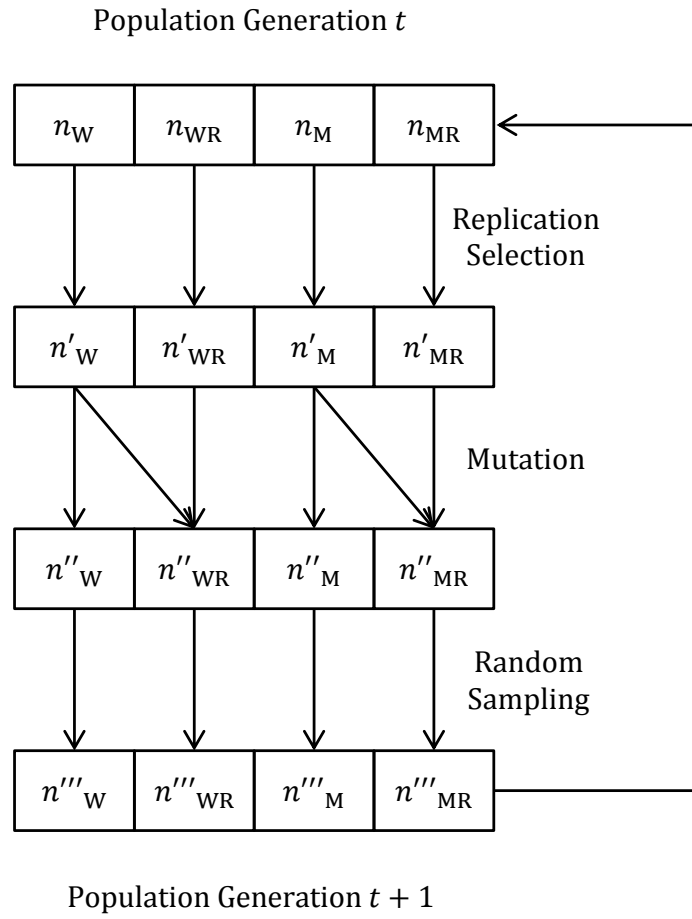 Population Generation t
n_W n_WR n_M n_MR
Replication
Selection
n'_W n'_WR n'_M n'_MR
Mutation
n''_W n''_WR n''_M n''_MR
Random
Sampling
n'''_W n'''_WR n'''_M n'''_MR
Population Generation t + 1